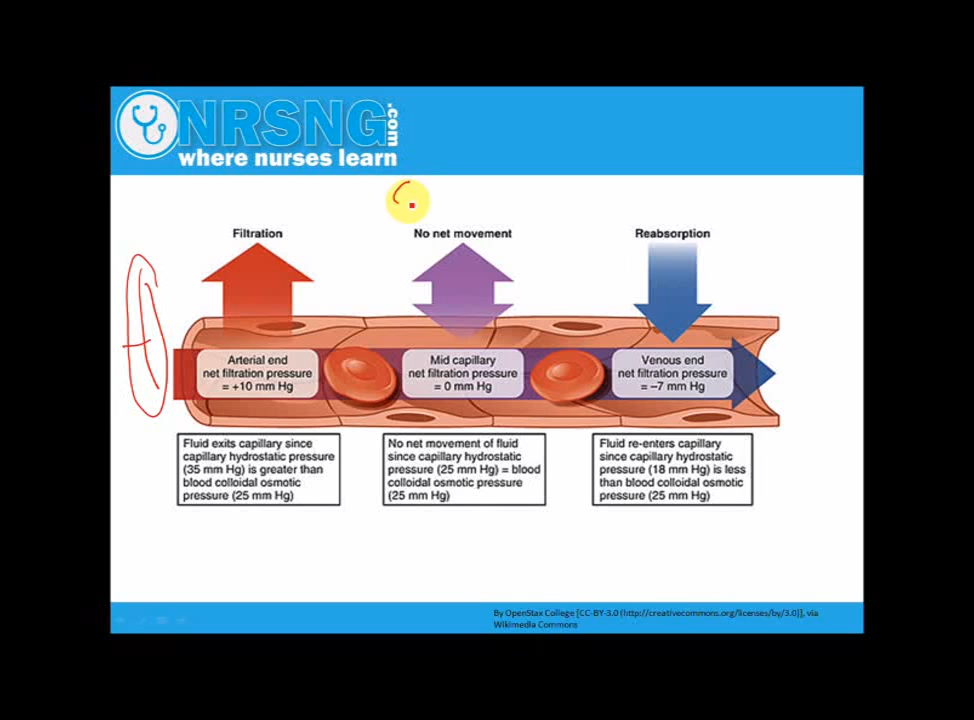 NRSNG.com
where nurses learn
Filtration
No net movement
Reabsorption
Arterial end
net filtration pressure
= +10 mm Hg
Mid capillary
net filtration pressure
= 0 mm Hg
Venous end
net filtration pressure
= –7 mm Hg
Fluid exits capillary since
capillary hydrostatic pressure
(35 mm Hg) is greater than
blood colloidal osmotic
pressure (25 mm Hg)
No net movement of fluid
since capillary hydrostatic
pressure (25 mm Hg) = blood
colloidal osmotic pressure
(25 mm Hg)
Fluid re-enters capillary
since capillary hydrostatic
pressure (18 mm Hg) is less
than blood colloidal osmotic
pressure (25 mm Hg)
By OpenStax College [CC-BY-3.0 (http://creativecommons.org/licenses/by/3.0)], via
Wikimedia Commons